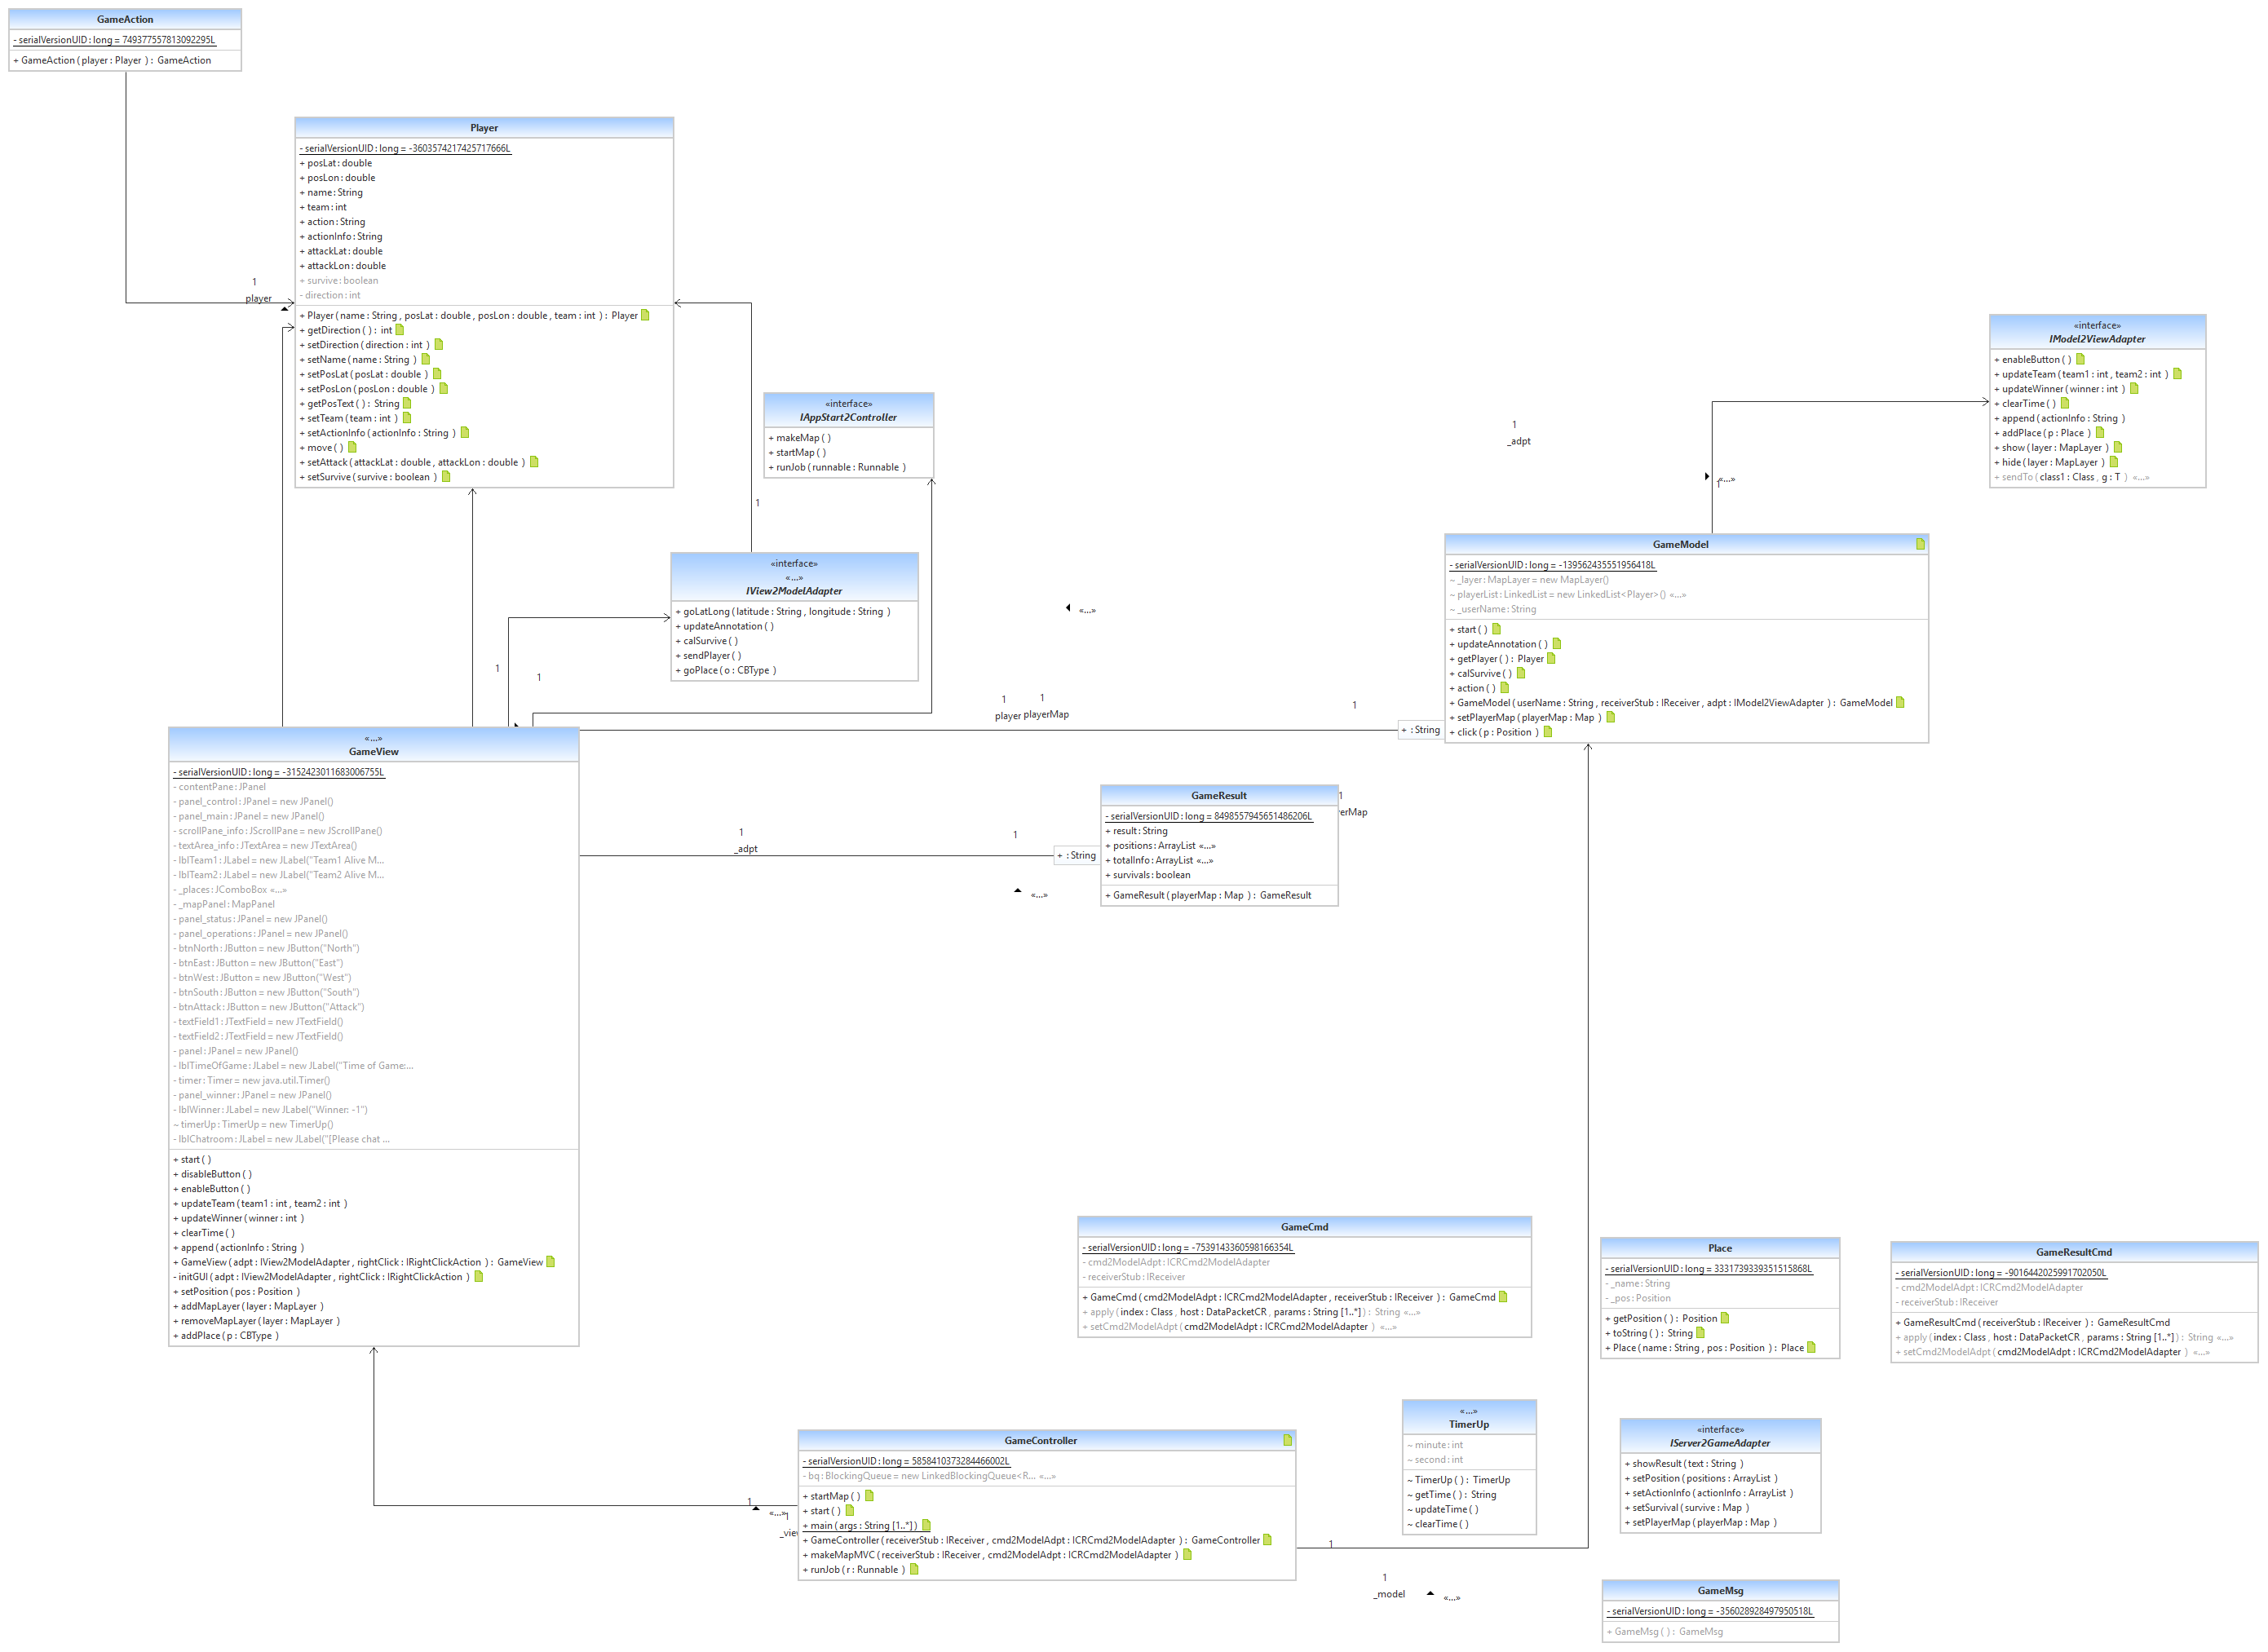 GameAction
- serialVersionUID : long = 749377557813092295L
+ GameAction ( player : Player ) : GameAction
1
player
Player
- serialVersionUID : long = -3603574217425717666L
+ posLat : double
+ posLon : double
+ name : String
+ team : int
+ action : String
+ actionInfo : String
+ attackLat : double
+ attackLon : double
+ survive : boolean
- direction : int
+ Player ( name : String , posLat : double , posLon : double , team : int ) : Player
+ getDirection ( ) : int
+ setDirection ( direction : int )
+ setName ( name : String )
+ setPosLat ( posLat : double )
+ setPosLon ( posLon : double )
+ getPosText ( ) : String
+ setTeam ( team : int )
+ setActionInfo ( actionInfo : String )
+ move ( )
+ setAttack ( attackLat : double , attackLon : double )
+ setSurvive ( survive : boolean )
«interface»
IAppStart2Controller
+ makeMap ( )
+ startMap ( )
+ runJob ( runnable : Runnable )
1
«interface»
IModel2ViewAdapter
+ enableButton ( )
+ updateTeam ( team1 : int , team2 : int )
+ updateWinner ( winner : int )
+ clearTime ( )
+ append ( actionInfo : String )
+ addPlace ( p : Place )
+ show ( layer : MapLayer )
+ hide ( layer : MapLayer )
+ sendTo ( class1 : Class , g : T ) «...»
1
_adpt
1
«...»
«interface»
«...»
IView2ModelAdapter
+ goLatLong ( latitude : String , longitude : String )
+ updateAnnotation ( )
+ calSurvive ( )
+ sendPlayer ( )
+ goPlace ( o : CBType )
1
1
«...»
GameModel
- serialVersionUID : long = -139562435551956418L
~ _layer : MapLayer = new MapLayer()
~ playerList : LinkedList = new LinkedList<Player>() «...»
~ _userName : String
+ start ( )
+ updateAnnotation ( )
+ getPlayer ( ) : Player
+ calSurvive ( )
+ action ( )
+ GameModel ( userName : String , receiverStub : IReceiver , adpt : IModel2ViewAdapter ) : GameModel
+ setPlayerMap ( playerMap : Map )
+ click ( p : Position )
1
player
1
playerMap
1
+ : String
«...»
GameView
- serialVersionUID : long = -3152423011683006755L
- contentPane : JPanel
- panel_control : JPanel = new JPanel()
- panel_main : JPanel = new JPanel()
- scrollPane_info : JScrollPane = new JScrollPane()
- textArea_info : JTextArea = new JTextArea()
- lblTeam1 : JLabel = new JLabel("Team1 Alive M...
- lblTeam2 : JLabel = new JLabel("Team2 Alive M...
- _places : JComboBox «...»
- _mapPanel : MapPanel
- panel_status : JPanel = new JPanel()
- panel_operations : JPanel = new JPanel()
- btnNorth : JButton = new JButton("North")
- btnEast : JButton = new JButton("East")
- btnWest : JButton = new JButton("West")
- btnSouth : JButton = new JButton("South")
- btnAttack : JButton = new JButton("Attack")
- textField1 : JTextField = new JTextField()
- textField2 : JTextField = new JTextField()
- panel : JPanel = new JPanel()
- lblTimeOfGame : JLabel = new JLabel("Time of Game:...
- timer : Timer = new java.util.Timer()
- panel_winner : JPanel = new JPanel()
- lblWinner : JLabel = new JLabel("Winner: -1")
~ timerUp : TimerUp = new TimerUp()
- lblChatroom : JLabel = new JLabel("[Please chat ...
+ start ( )
+ disableButton ( )
+ enableButton ( )
+ updateTeam ( team1 : int , team2 : int )
+ updateWinner ( winner : int )
+ clearTime ( )
+ append ( actionInfo : String )
+ GameView ( adpt : IView2ModelAdapter , rightClick : IRightClickAction ) : GameView
- initGUI ( adpt : IView2ModelAdapter , rightClick : IRightClickAction )
+ setPosition ( pos : Position )
+ addMapLayer ( layer : MapLayer )
+ removeMapLayer ( layer : MapLayer )
+ addPlace ( p : CBType )
1
_adpt
1
+ : String
«...»
GameResult
- serialVersionUID : long = 8498557945651486206L
+ result : String
+ positions : ArrayList «...»
+ totalInfo : ArrayList «...»
+ survivals : boolean
+ GameResult ( playerMap : Map ) : GameResult
1
erMap
GameCmd
- serialVersionUID : long = -7539143360598166354L
- cmd2ModelAdpt : ICRCmd2ModelAdapter
- receiverStub : IReceiver
+ GameCmd ( cmd2ModelAdpt : ICRCmd2ModelAdapter , receiverStub : IReceiver ) : GameCmd
+ apply ( index : Class , host : DataPacketCR , params : String [1..*] ) : String «...»
+ setCmd2ModelAdpt ( cmd2ModelAdpt : ICRCmd2ModelAdapter ) «...»
Place
- serialVersionUID : long = 3331739339351515868L
- _name : String
- _pos : Position
+ getPosition ( ) : Position
+ toString ( ) : String
+ Place ( name : String , pos : Position ) : Place
GameResultCmd
- serialVersionUID : long = -9016442025991702050L
- cmd2ModelAdpt : ICRCmd2ModelAdapter
- receiverStub : IReceiver
+ GameResultCmd ( receiverStub : IReceiver ) : GameResultCmd
+ apply ( index : Class , host : DataPacketCR , params : String [1..*] ) : String «...»
+ setCmd2ModelAdpt ( cmd2ModelAdpt : ICRCmd2ModelAdapter ) «...»
GameController
- serialVersionUID : long = 5858410373284466002L
- bq : BlockingQueue = new LinkedBlockingQueue<R... «...»
+ startMap ( )
+ start ( )
+ main ( args : String [1..*] )
+ GameController ( receiverStub : IReceiver , cmd2ModelAdpt : ICRCmd2ModelAdapter ) : GameController
+ makeMapMVC ( receiverStub : IReceiver , cmd2ModelAdpt : ICRCmd2ModelAdapter )
+ runJob ( r : Runnable )
1
«...»
1
_view
1
1
_model
«...»
«...»
TimerUp
~ minute : int
~ second : int
~ TimerUp ( ) : TimerUp
~ getTime ( ) : String
~ updateTime ( )
~ clearTime ( )
«interface»
IServer2GameAdapter
+ showResult ( text : String )
+ setPosition ( positions : ArrayList )
+ setActionInfo ( actionInfo : ArrayList )
+ setSurvival ( survive : Map )
+ setPlayerMap ( playerMap : Map )
GameMsg
- serialVersionUID : long = -356028928497950518L
+ GameMsg ( ) : GameMsg